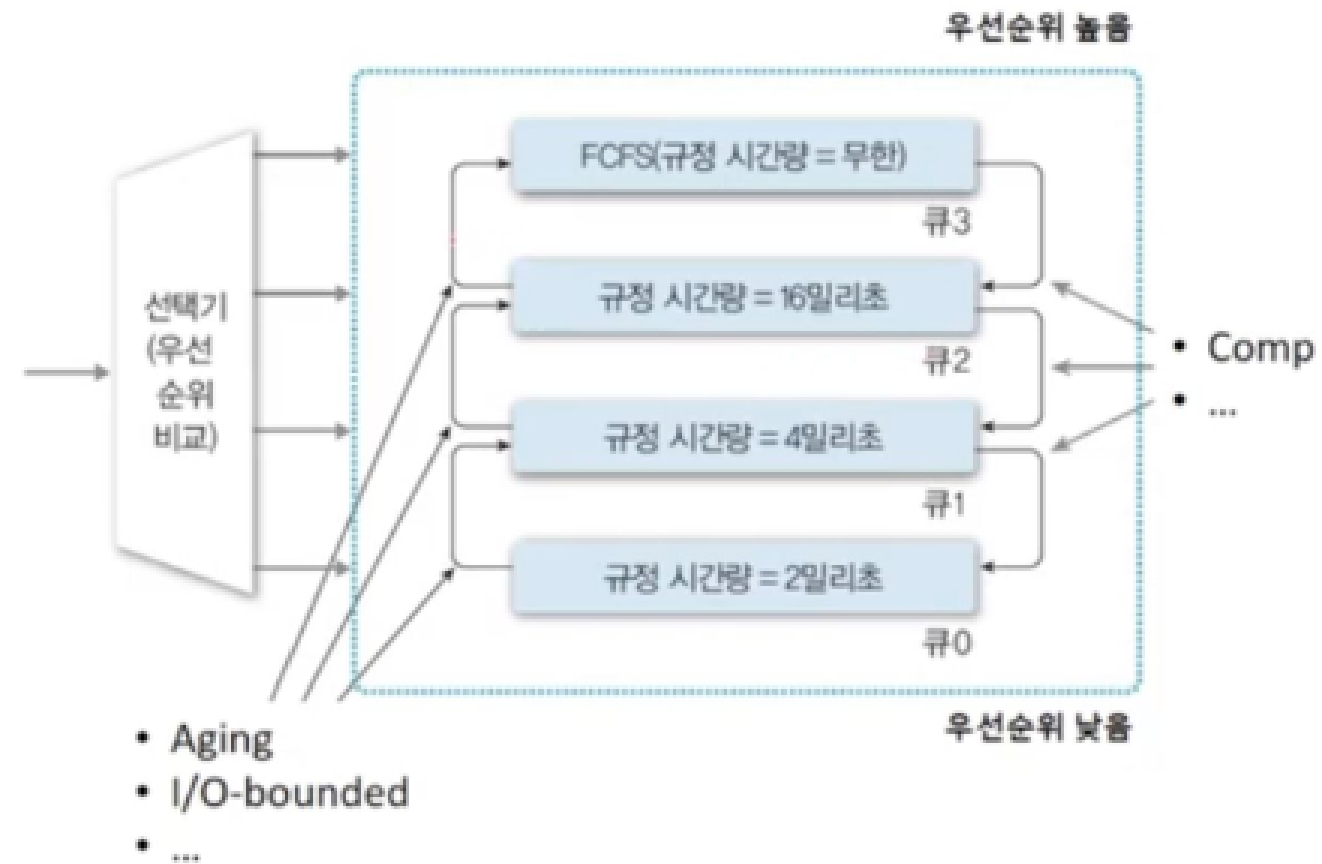 우선순위 높음
FCFS(규정 시간량 = 무한)
큐3
선택기
(우선
순위
비교)
규정 시간량 = 16밀리초
큐2
• Comp
• ...
규정 시간량 = 4밀리초
큐1
규정 시간량 = 2밀리초
큐0
우선순위 낮음
• Aging
• I/O-bounded
• ...